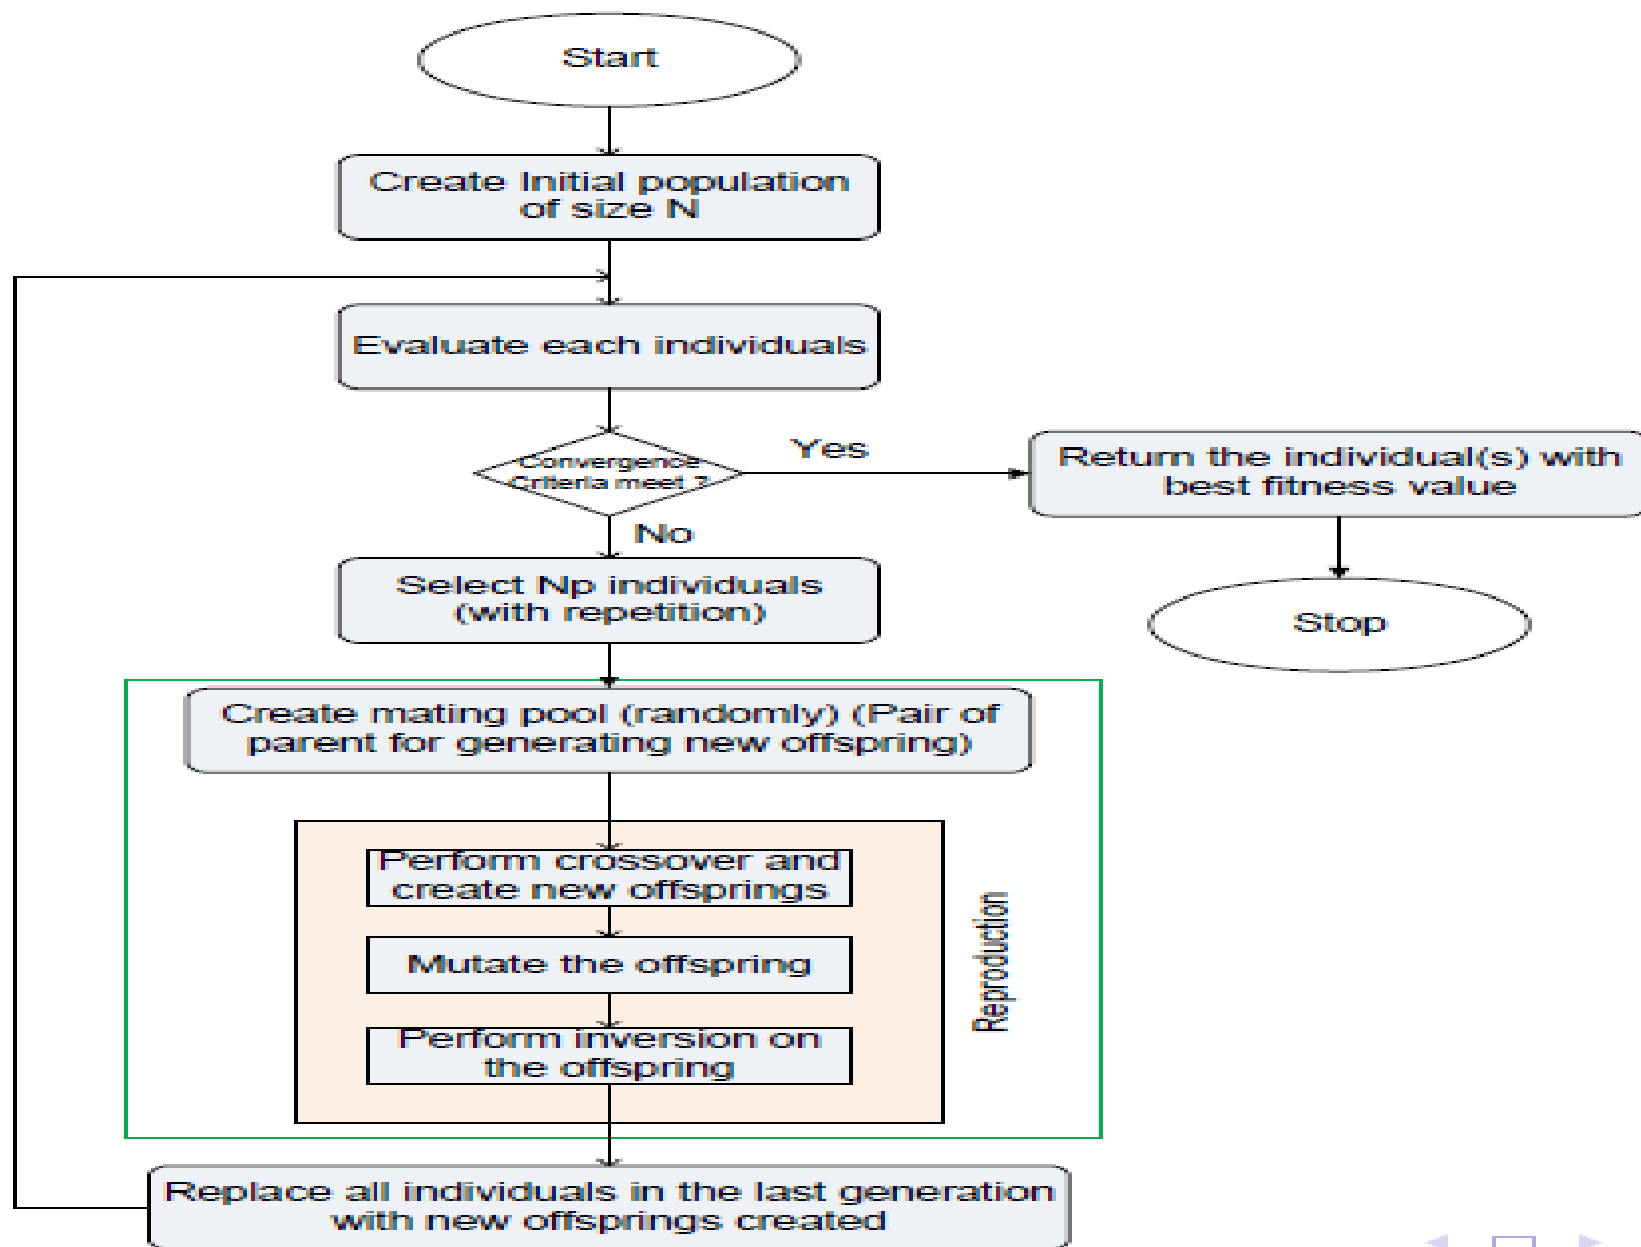 Start
Create Initial population
of size N
Evaluate each individuals
Convergence
Criteria meet ?
Yes
Return the individual(s) with
best fitness value
No
Select Np individuals
(with repetition)
Stop
Create mating pool (randomly) (Pair of
parent for generating new offspring)
Perform crossover and
create new offsprings
Mutate the offspring
Perform inversion on
the offspring
Reproduction
Replace all individuals in the last generation
with new offsprings created